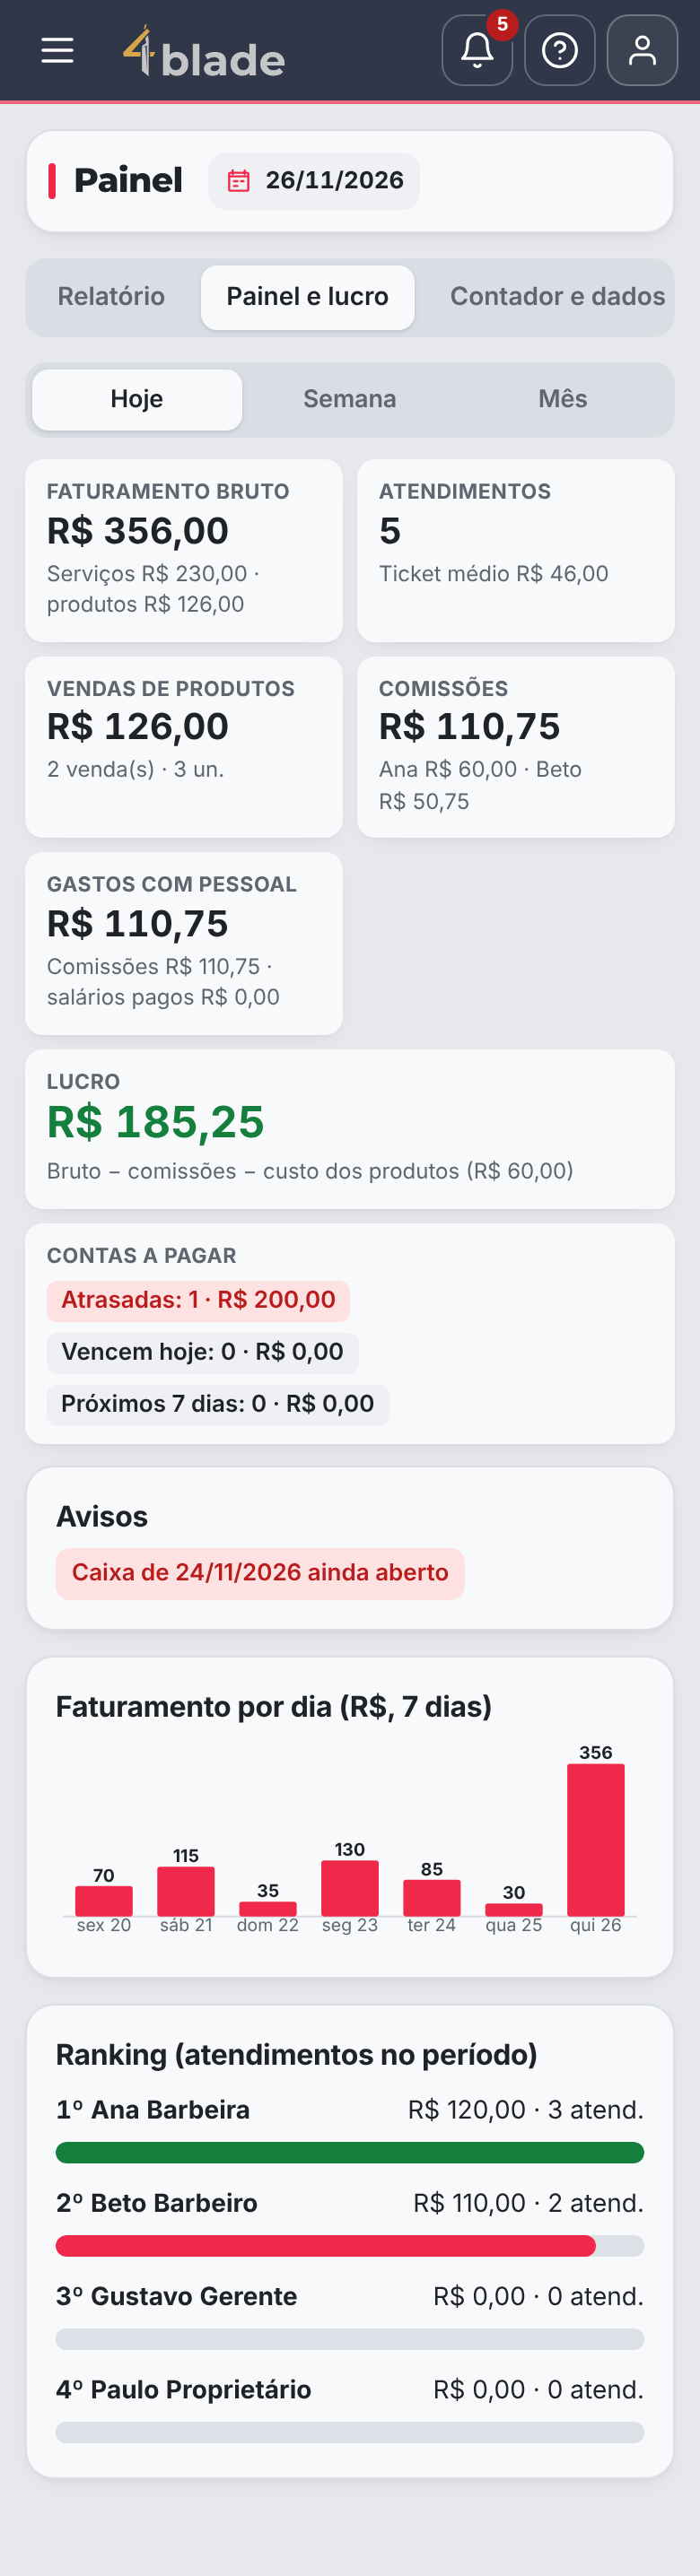 4blade
5
Painel
26/11/2026
Relatório
Painel e lucro
Contador e dados
Hoje
Semana
Mês
FATURAMENTO BRUTO
R$ 356,00
Serviços R$ 230,00 ·
produtos R$ 126,00
ATENDIMENTOS
5
Ticket médio R$ 46,00
VENDAS DE PRODUTOS
R$ 126,00
2 venda(s) · 3 un.
COMISSÕES
R$ 110,75
Ana R$ 60,00 · Beto
R$ 50,75
GASTOS COM PESSOAL
R$ 110,75
Comissões R$ 110,75 ·
salários pagos R$ 0,00
LUCRO
R$ 185,25
Bruto − comissões − custo dos produtos (R$ 60,00)
CONTAS A PAGAR
Atrasadas: 1 · R$ 200,00
Vencem hoje: 0 · R$ 0,00
Próximos 7 dias: 0 · R$ 0,00
Avisos
Caixa de 24/11/2026 ainda aberto
Faturamento por dia (R$, 7 dias)
70 115 35 130 85 30 356
sex 20 sáb 21 dom 22 seg 23 ter 24 qua 25 qui 26
Ranking (atendimentos no período)
1º Ana Barbeira R$ 120,00 · 3 atend.
2º Beto Barbeiro R$ 110,00 · 2 atend.
3º Gustavo Gerente R$ 0,00 · 0 atend.
4º Paulo Proprietário R$ 0,00 · 0 atend.